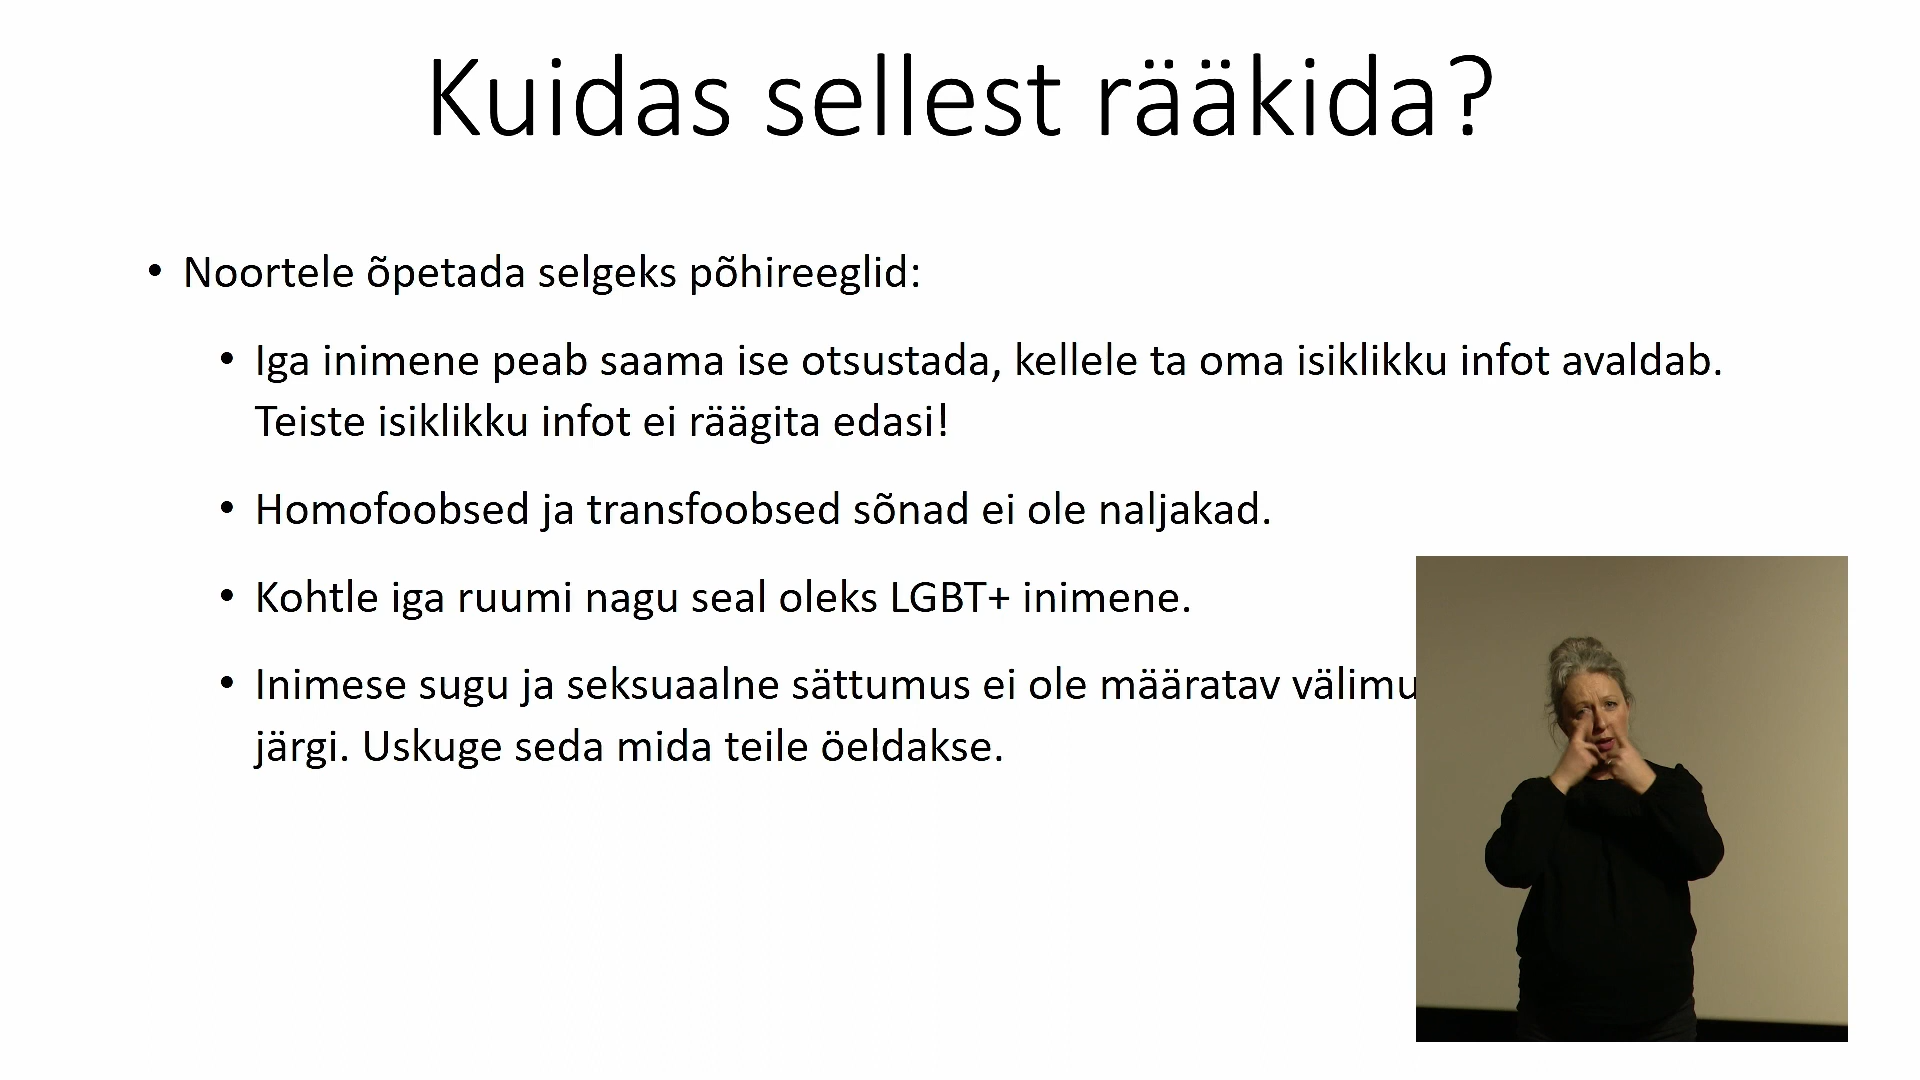 Kuidas sellest rääkida?
• Noortele õpetada selgeks põhireeglid:
• Iga inimene peab saama ise otsustada, kellele ta oma isiklikku infot avaldab.
Teiste isiklikku infot ei räägita edasi!
• Homofoobsed ja transfoobsed sõnad ei ole naljakad.
• Kohtle iga ruumi nagu seal oleks LGBT+ inimene.
• Inimese sugu ja seksuaalne sättumus ei ole määratav
järgi. Uskuge seda mida teile öeldakse.